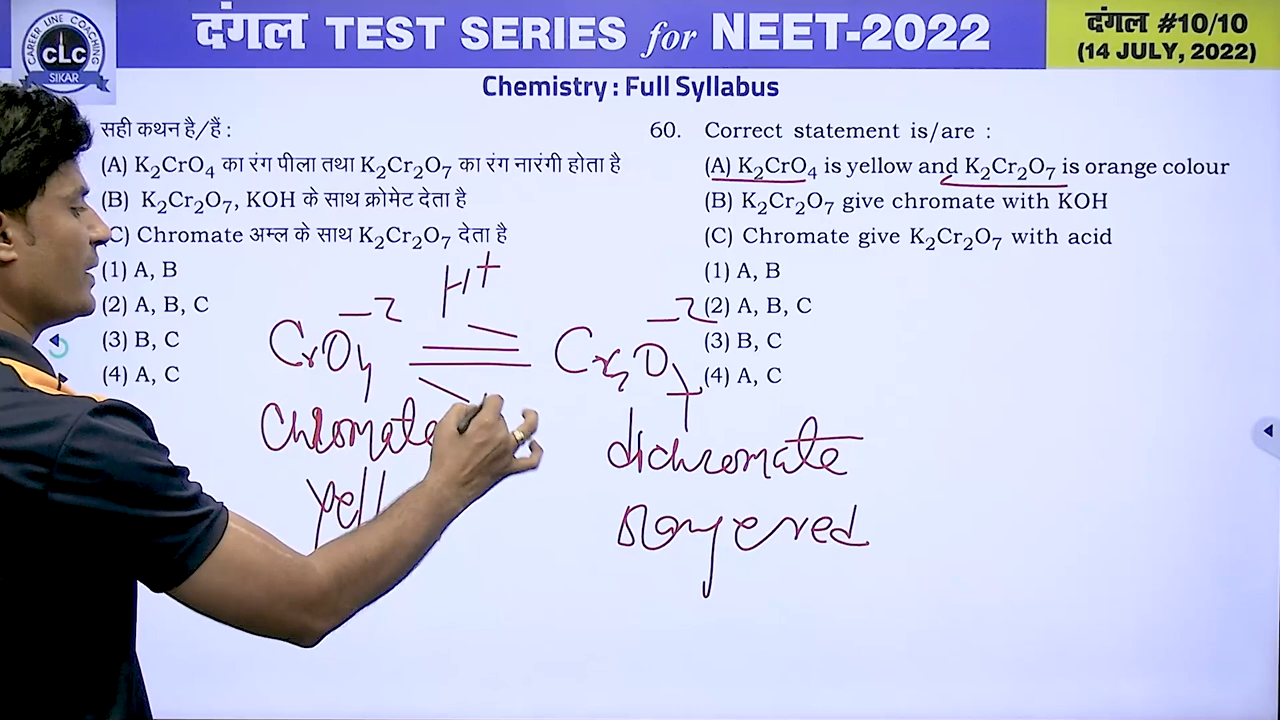 दंगल TEST SERIES for NEET-2022
दंगल #10/10
(14 JULY, 2022)
CAREER LINE COACHING
CLC
SIKAR
Chemistry : Full Syllabus
सही कथन है/हैं :
(A) K₂CrO₄ का रंग पीला तथा K₂Cr₂O₇ का रंग नारंगी होता है
(B) K₂Cr₂O₇, KOH के साथ क्रोमेट देता है
C) Chromate अम्ल के साथ K₂Cr₂O₇ देता है
(1) A, B
(2) A, B, C
(3) B, C
(4) A, C
60. Correct statement is/are :
(A) K₂CrO₄ is yellow and K₂Cr₂O₇ is orange colour
(B) K₂Cr₂O₇ give chromate with KOH
(C) Chromate give K₂Cr₂O₇ with acid
(1) A, B
(2) A, B, C
(3) B, C
(4) A, C
H⁺
CrO₄⁻² ⇌ Cr₂O₇⁻²
Chromate dichromate
yell red